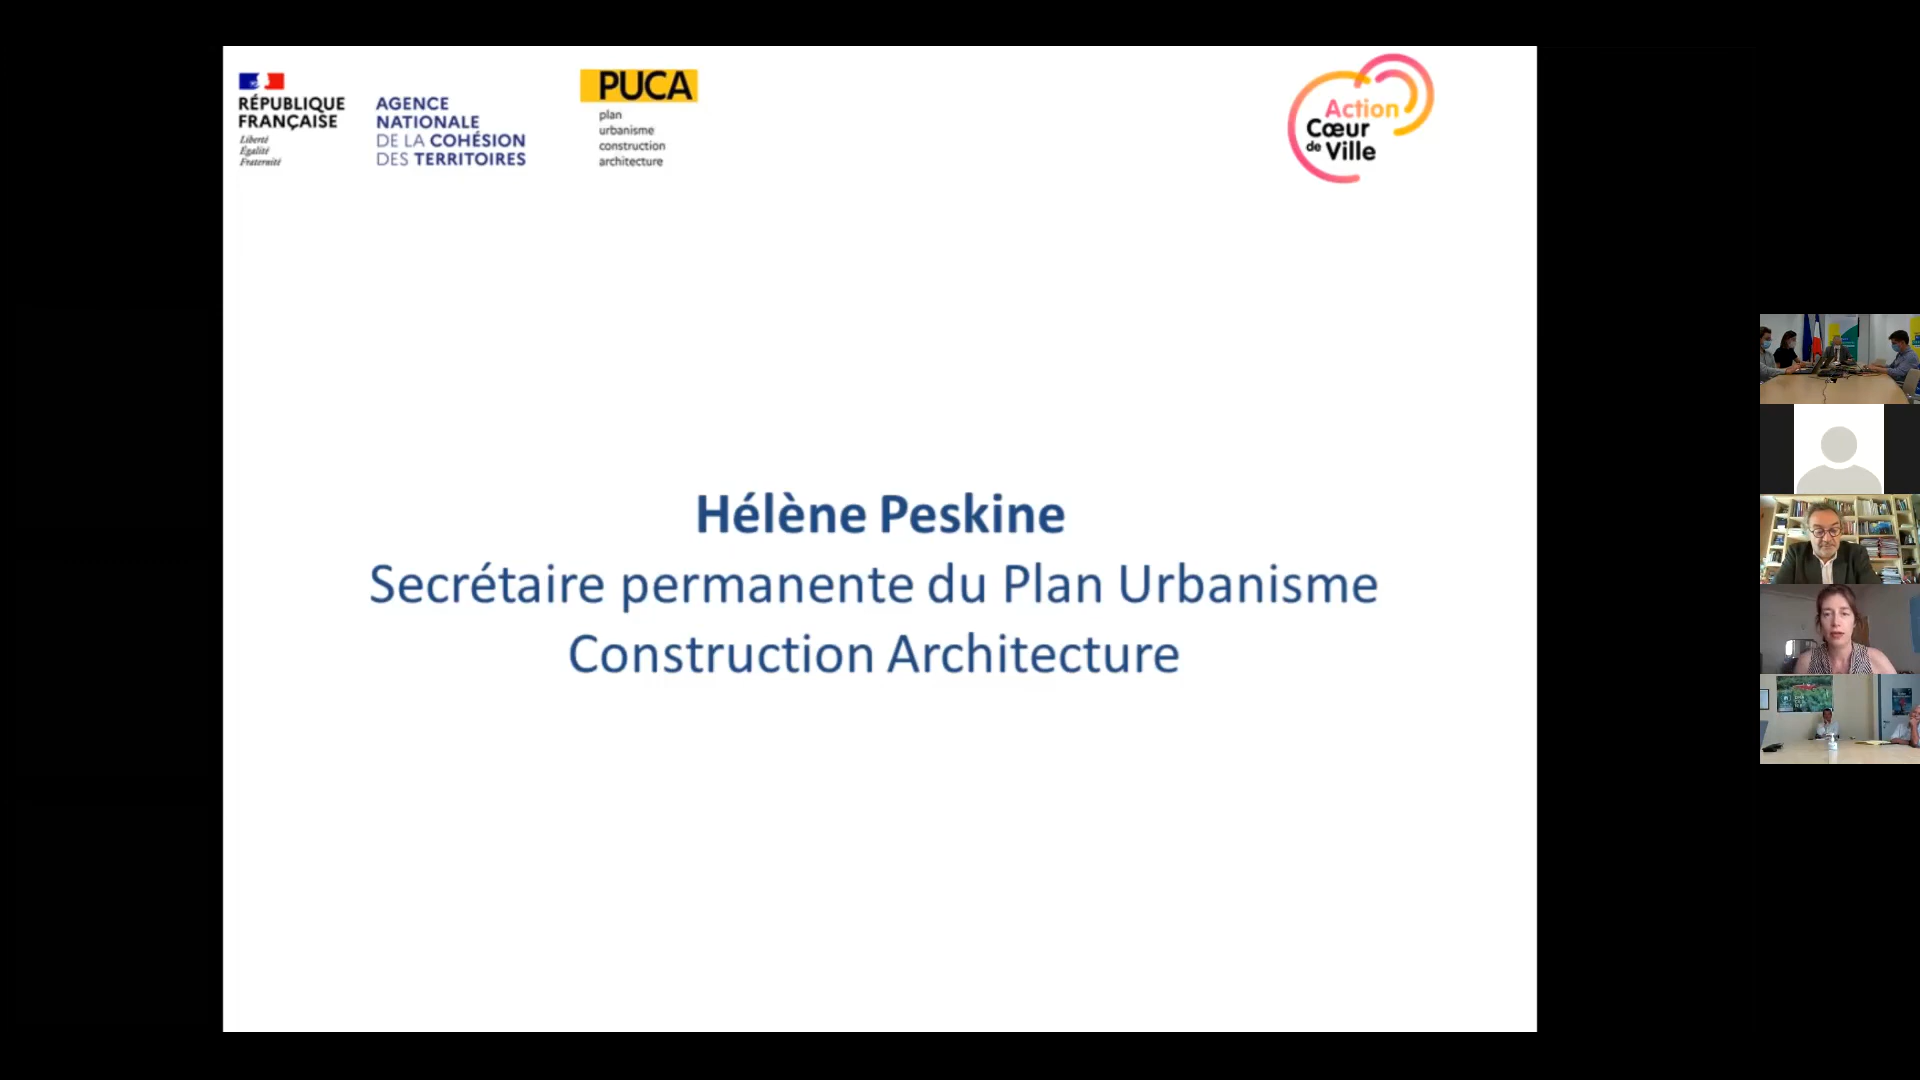 RÉPUBLIQUE
FRANÇAISE
Liberté
Égalité
Fraternité
AGENCE
NATIONALE
DE LA COHÉSION
DES TERRITOIRES
PUCA
plan
urbanisme
construction
architecture
Action
Cœur
de Ville
Hélène Peskine
Secrétaire permanente du Plan Urbanisme
Construction Architecture